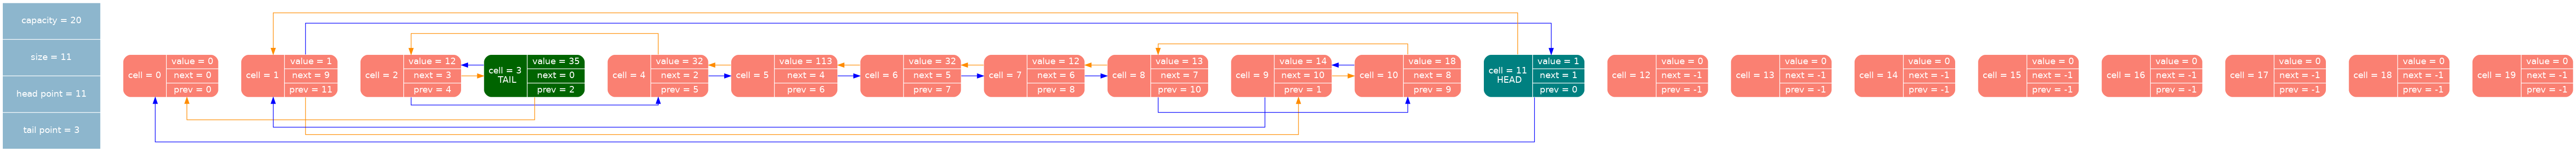 capacity = 20
size = 11
head point = 11
tail point = 3
cell = 0
value = 0
next = 0
prev = 0
cell = 1
value = 1
next = 9
prev = 11
cell = 2
value = 12
next = 3
prev = 4
cell = 3
TAIL
value = 35
next = 0
prev = 2
cell = 4
value = 32
next = 2
prev = 5
cell = 5
value = 113
next = 4
prev = 6
cell = 6
value = 32
next = 5
prev = 7
cell = 7
value = 12
next = 6
prev = 8
cell = 8
value = 13
next = 7
prev = 10
cell = 9
value = 14
next = 10
prev = 1
cell = 10
value = 18
next = 8
prev = 9
cell = 11
HEAD
value = 1
next = 1
prev = 0
cell = 12
value = 0
next = -1
prev = -1
cell = 13
value = 0
next = -1
prev = -1
cell = 14
value = 0
next = -1
prev = -1
cell = 15
value = 0
next = -1
prev = -1
cell = 16
value = 0
next = -1
prev = -1
cell = 17
value = 0
next = -1
prev = -1
cell = 18
value = 0
next = -1
prev = -1
cell = 19
value = 0
next = -1
prev = -1